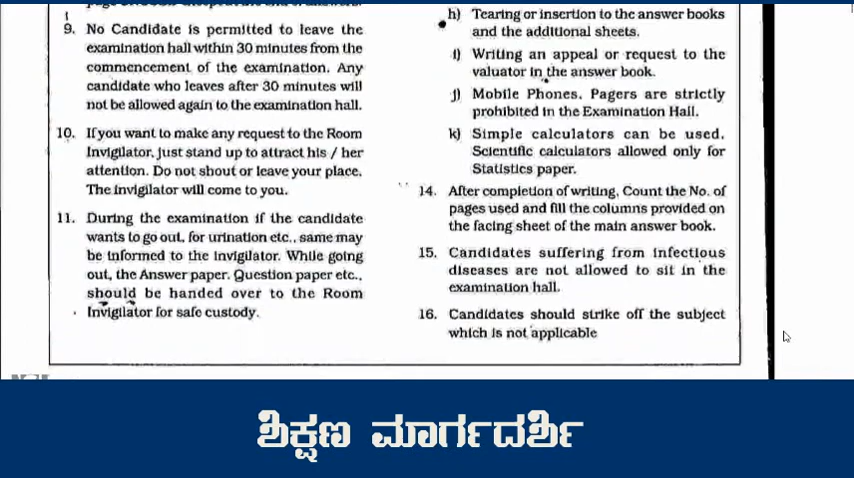 9. No Candidate is permitted to leave the
examination hall within 30 minutes from the
commencement of the examination. Any
candidate who leaves after 30 minutes will
not be allowed again to the examination hall.
10. If you want to make any request to the Room
Invigilator, just stand up to attract his / her
attention. Do not shout or leave your place.
The invigilator will come to you.
11. During the examination if the candidate
wants to go out, for urination etc., same may
be informed to the invigilator. While going
out, the Answer paper, Question paper etc.,
should be handed over to the Room
Invigilator for safe custody.
h) Tearing or insertion to the answer books
and the additional sheets.
i) Writing an appeal or request to the
valuator in the answer book.
j) Mobile Phones, Pagers are strictly
prohibited in the Examination Hall.
k) Simple calculators can be used,
Scientific calculators allowed only for
Statistics paper.
14. After completion of writing, Count the No. of
pages used and fill the columns provided on
the facing sheet of the main answer book.
15. Candidates suffering from infectious
diseases are not allowed to sit in the
examination hall.
16. Candidates should strike off the subject
which is not applicable
ಶಿಕ್ಷಣ ಮಾರ್ಗದರ್ಶಿ